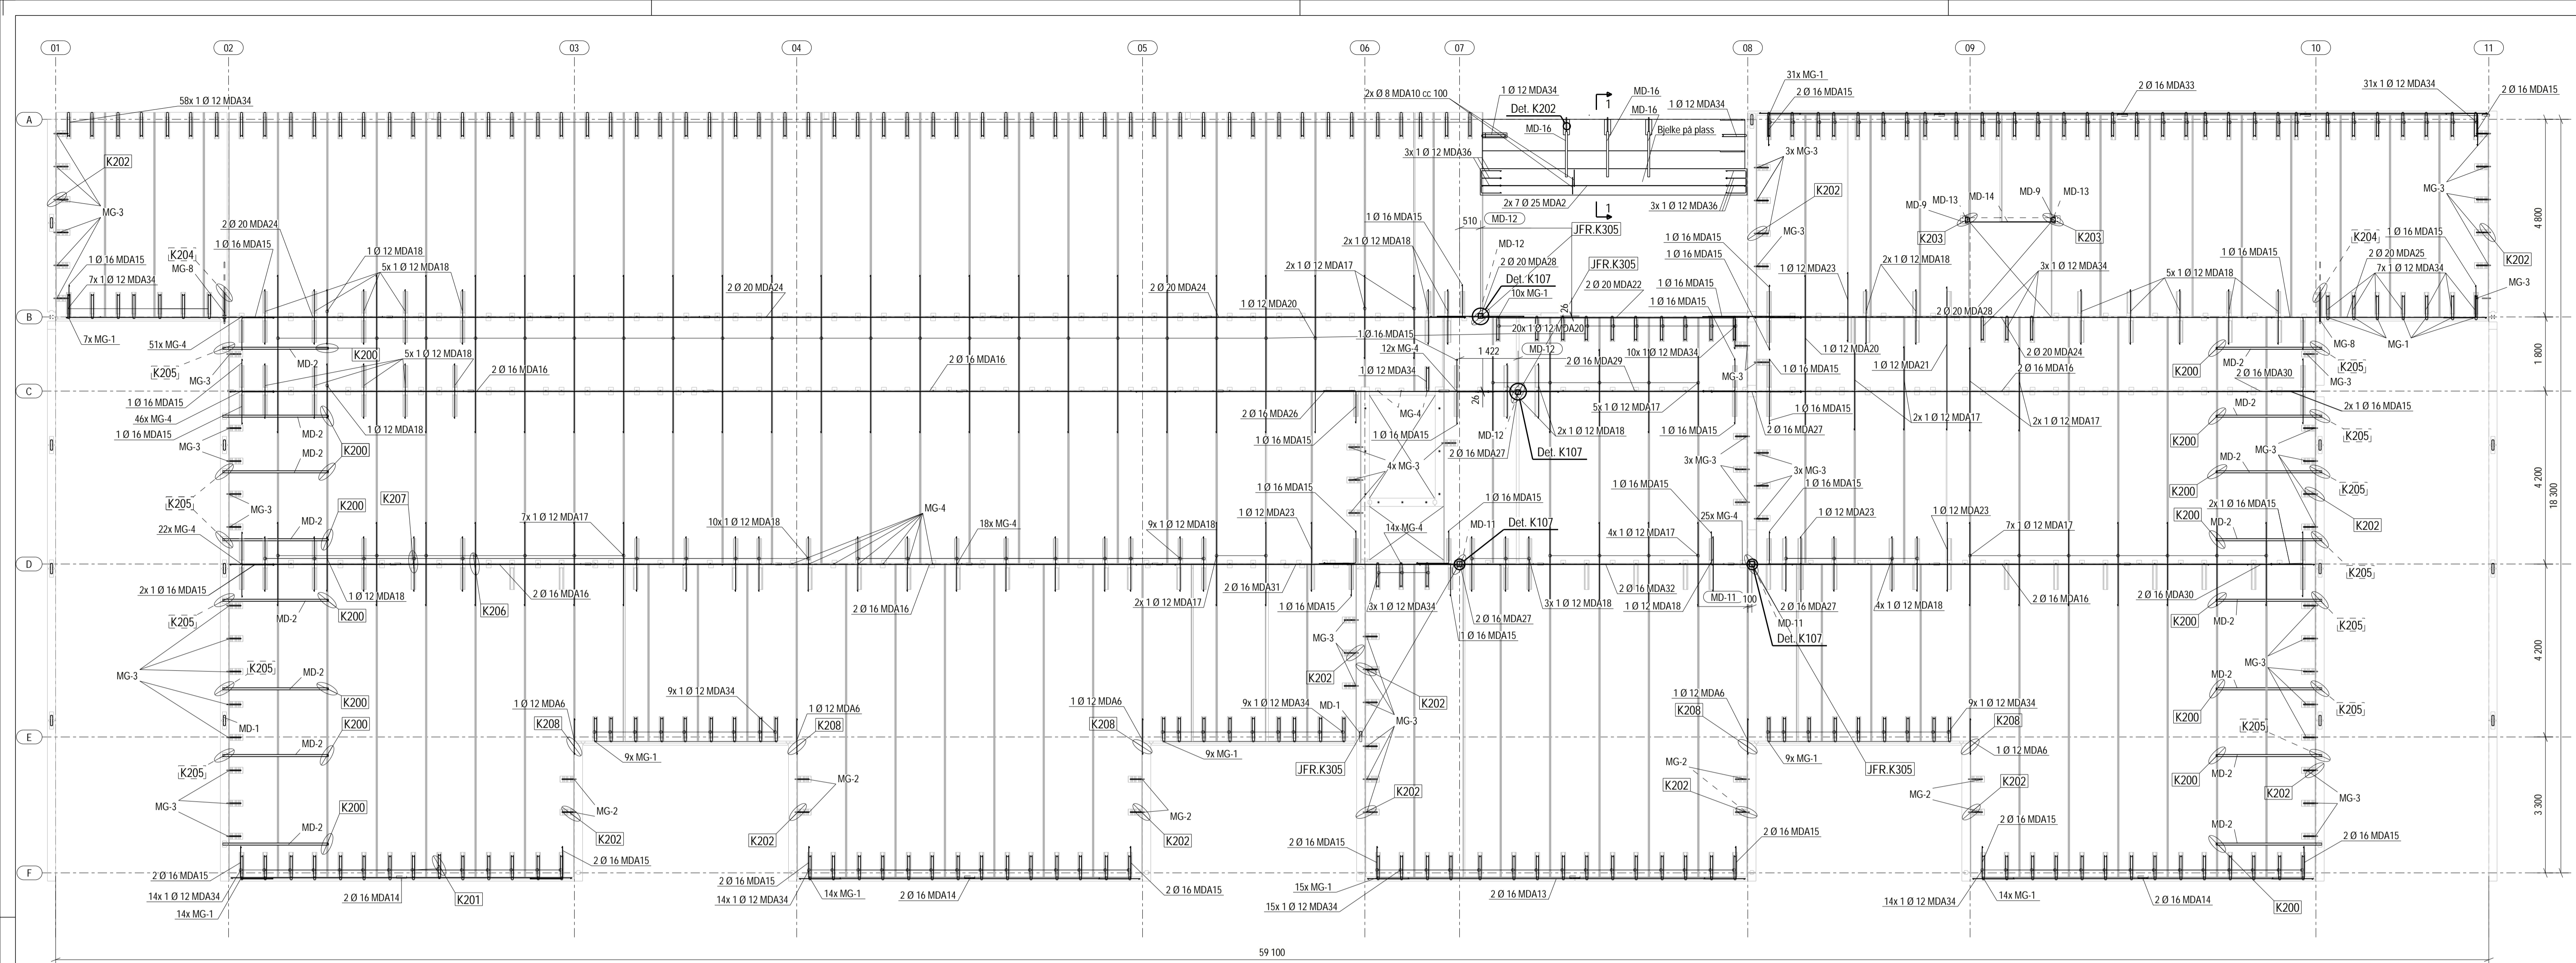 01 02 03 04 05 06 07 08 09 10 11
31x MG-1
58x 1 Ø 12 MDA34
2x Ø 8 MDA10 cc 100
1 Ø 12 MDA34
MD-16
1
2 Ø 16 MDA15
2 Ø 16 MDA33
31x 1 Ø 12 MDA34
2 Ø 16 MDA15
Det. K202
MD-16
1 Ø 12 MDA34
A
MD-16
Bjelke på plass
K202
3x 1 Ø 12 MDA36
3x MG-3
K202
MG-3
MD-14
MD-9
MD-13
MD-13
MD-9
2x 7 Ø 25 MDA2
3x 1 Ø 12 MDA36
MG-3
4 800
1
MG-3
2 Ø 20 MDA24
1 Ø 16 MDA15
510
MD-12
JFR.K305
K203
K203
1 Ø 16 MDA15
K204
1 Ø 12 MDA18
2x 1 Ø 12 MDA18
MD-12
1 Ø 16 MDA15
MG-3
K204
1 Ø 16 MDA15
1 Ø 16 MDA15
1 Ø 16 MDA15
2 Ø 20 MDA25
K202
1 Ø 16 MDA15
MG-8
5x 1 Ø 12 MDA18
2x 1 Ø 12 MDA17
2 Ø 20 MDA28
JFR.K305
1 Ø 12 MDA23
2x 1 Ø 12 MDA18
3x 1 Ø 12 MDA34
5x 1 Ø 12 MDA18
7x 1 Ø 12 MDA34
7x 1 Ø 12 MDA34
Det. K107
2 Ø 20 MDA22
1 Ø 16 MDA15
MG-3
2 Ø 20 MDA24
2 Ø 20 MDA24
1 Ø 12 MDA20
10x MG-1
26
1 Ø 16 MDA15
2 Ø 20 MDA28
B
7x MG-1
51x MG-4
1 Ø 16 MDA15
20x 1 Ø 12 MDA20
MG-8
MG-1
K200
MD-2
12x MG-4
1 422
MD-12
10x 1 Ø 12 MDA34
1 Ø 12 MDA20
2 Ø 20 MDA24
K200
MD-2
K205
1 800
K205
MG-3
5x 1 Ø 12 MDA18
2 Ø 16 MDA16
2 Ø 16 MDA16
1 Ø 12 MDA34
2 Ø 16 MDA29
MG-3
1 Ø 16 MDA15
1 Ø 12 MDA21
2 Ø 16 MDA16
2 Ø 16 MDA30
MG-3
C
1 Ø 16 MDA15
46x MG-4
1 Ø 16 MDA15
MD-2
1 Ø 12 MDA18
2 Ø 16 MDA26
MG-4
26
5x 1 Ø 12 MDA17
1 Ø 16 MDA15
2x 1 Ø 12 MDA17
2x 1 Ø 12 MDA17
MD-2
2x 1 Ø 16 MDA15
MG-3
MD-2
K200
1 Ø 16 MDA15
1 Ø 16 MDA15
MD-12
2x 1 Ø 12 MDA18
1 Ø 16 MDA15
2 Ø 16 MDA27
K200
K205
2 Ø 16 MDA27
Det. K107
4x MG-3
3x MG-3
3x MG-3
MD-2
MG-3
K200
K205
4 200
18 300
K205
K207
1 Ø 16 MDA15
1 Ø 16 MDA15
1 Ø 16 MDA15
1 Ø 16 MDA15
MG-3
K200
MG-4
7x 1 Ø 12 MDA17
10x 1 Ø 12 MDA18
18x MG-4
9x 1 Ø 12 MDA18
1 Ø 12 MDA23
14x MG-4
Det. K107
MD-11
25x MG-4
1 Ø 12 MDA23
1 Ø 12 MDA23
7x 1 Ø 12 MDA17
2x 1 Ø 16 MDA15
K200
MD-2
K202
22x MG-4
MD-2
4x 1 Ø 12 MDA17
K200
K205
D
2x 1 Ø 16 MDA15
1 Ø 12 MDA18
K206
2 Ø 16 MDA16
2 Ø 16 MDA16
2x 1 Ø 12 MDA17
2 Ø 16 MDA31
1 Ø 16 MDA15
3x 1 Ø 12 MDA34
2 Ø 16 MDA27
1 Ø 16 MDA15
3x 1 Ø 12 MDA18
2 Ø 16 MDA32
1 Ø 12 MDA18
MD-11
100
2 Ø 16 MDA27
MD-11
Det. K107
4x 1 Ø 12 MDA18
2 Ø 16 MDA16
2 Ø 16 MDA30
K205
K205
MD-2
K200
K200
MD-2
K205
4 200
MG-3
K205
MD-2
K200
MG-3
K202
K202
MG-3
MD-2
K200
K205
1 Ø 12 MDA6
9x 1 Ø 12 MDA34
1 Ø 12 MDA6
1 Ø 12 MDA6
9x 1 Ø 12 MDA34
MD-1
MG-3
1 Ø 12 MDA6
9x 1 Ø 12 MDA34
K208
K208
K208
K208
K208
MD-1
K200
K205
E
MD-2
9x MG-1
9x MG-1
9x MG-1
1 Ø 12 MDA6
K205
JFR.K305
JFR.K305
K200
MD-2
MG-2
MG-2
K202
K202
K202
K202
MG-3
MG-2
MG-2
K202
K202
MG-2
K202
K202
MG-3
3 300
MG-3
K200
MD-2
MD-2
2 Ø 16 MDA15
2 Ø 16 MDA15
2 Ø 16 MDA15
2 Ø 16 MDA15
2 Ø 16 MDA15
F
2 Ø 16 MDA15
14x 1 Ø 12 MDA34
14x MG-1
2 Ø 16 MDA14
K201
2 Ø 16 MDA15
14x 1 Ø 12 MDA34
14x MG-1
2 Ø 16 MDA14
2 Ø 16 MDA15
15x MG-1
15x 1 Ø 12 MDA34
2 Ø 16 MDA13
14x 1 Ø 12 MDA34
14x MG-1
2 Ø 16 MDA14
K200
59 100